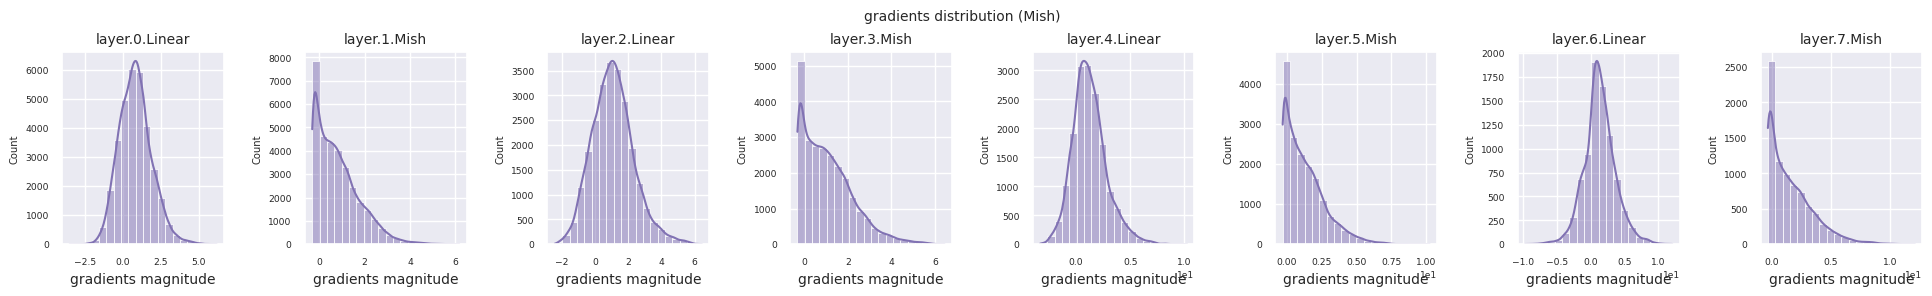 gradients distribution (Mish)
layer.0.Linear
Count
6000
5000
4000
3000
2000
1000
0
−2.5 0.0 2.5 5.0
gradients magnitude
layer.1.Mish
Count
8000
7000
6000
5000
4000
3000
2000
1000
0
0 2 4 6
gradients magnitude
layer.2.Linear
Count
3500
3000
2500
2000
1500
1000
500
0
−2 0 2 4 6
gradients magnitude
layer.3.Mish
Count
5000
4000
3000
2000
1000
0
0 2 4 6
gradients magnitude
layer.4.Linear
Count
3000
2500
2000
1500
1000
500
0
0.0 0.5 1.0
1e1
gradients magnitude
layer.5.Mish
Count
4000
3000
2000
1000
0
0.00 0.25 0.50 0.75 1.00
1e1
gradients magnitude
layer.6.Linear
Count
2000
1750
1500
1250
1000
750
500
250
0
−1.0 −0.5 0.0 0.5 1.0
1e1
gradients magnitude
layer.7.Mish
Count
2500
2000
1500
1000
500
0
0.0 0.5 1.0
1e1
gradients magnitude